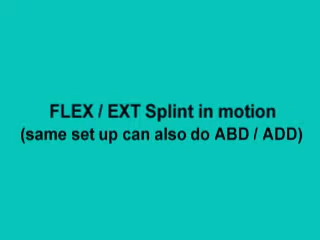 FLEX / EXT Splint in motion
(same set up can also do ABD / ADD)